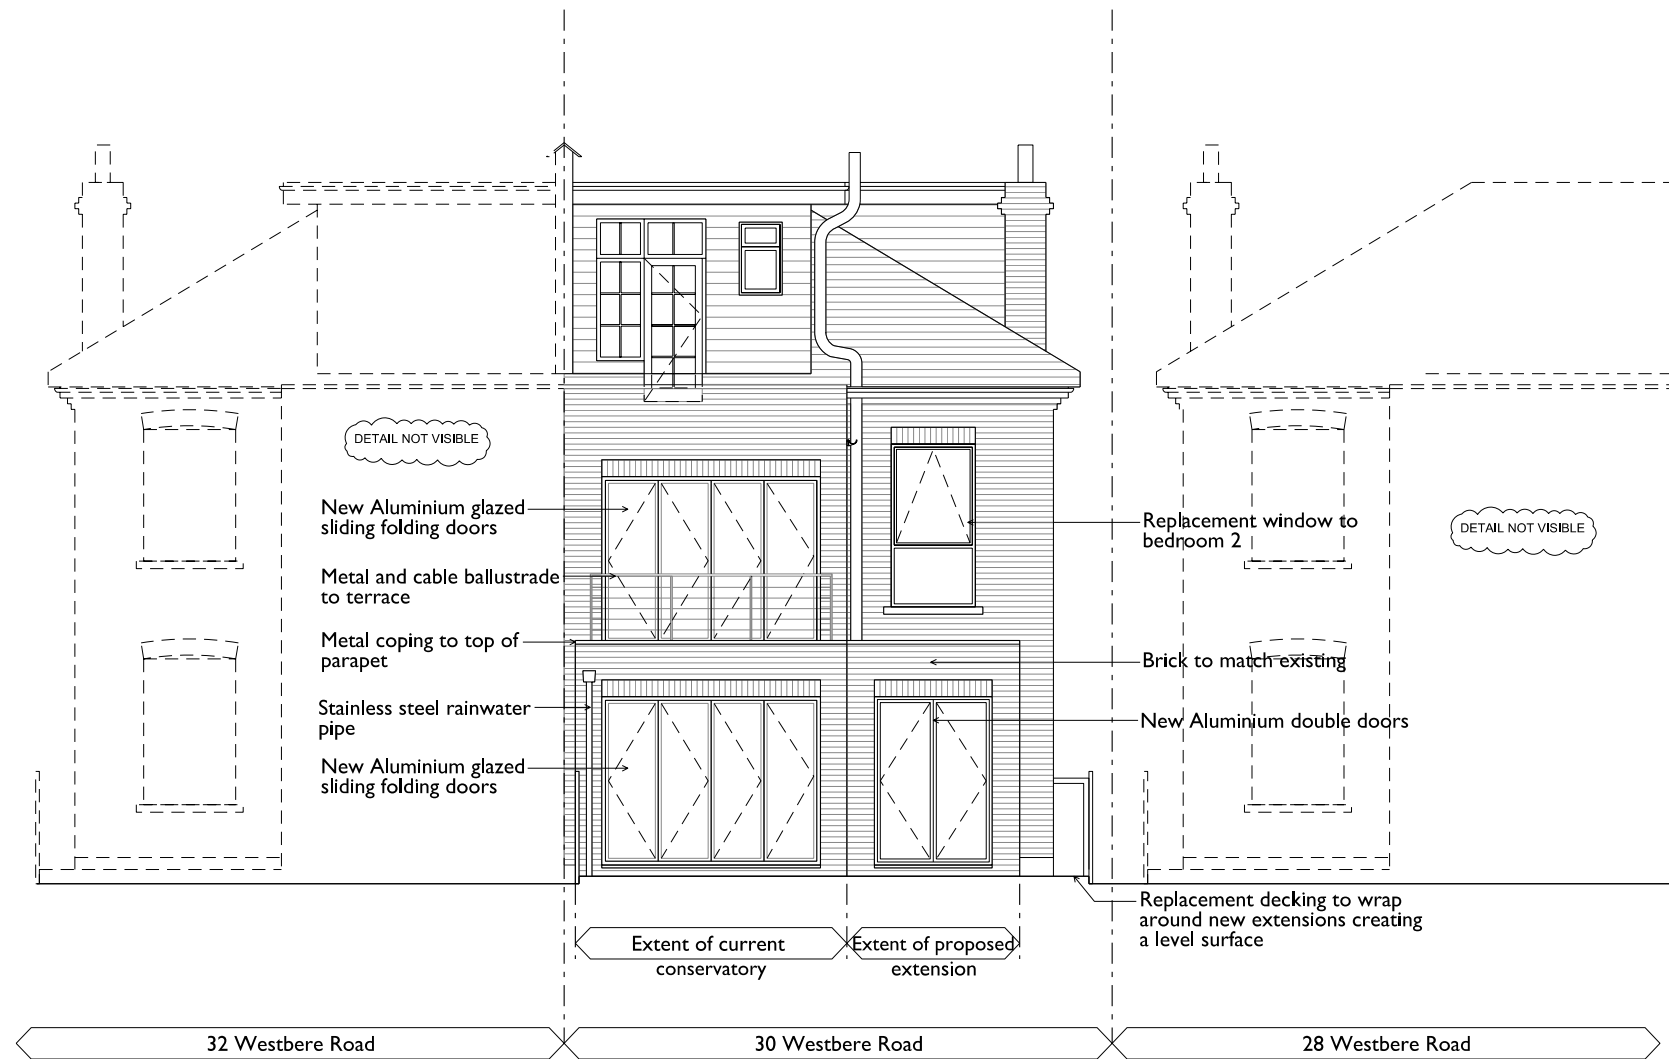 DETAIL NOT VISIBLE
New Aluminium glazed
sliding folding doors
Metal and cable ballustrade
to terrace
Metal coping to top of
parapet
Stainless steel rainwater
pipe
New Aluminium glazed
sliding folding doors
Replacement window to
bedroom 2
DETAIL NOT VISIBLE
Brick to match existing
New Aluminium double doors
Replacement decking to wrap
around new extensions creating
a level surface
Extent of current
conservatory
Extent of proposed
extension
32 Westbere Road
30 Westbere Road
28 Westbere Road